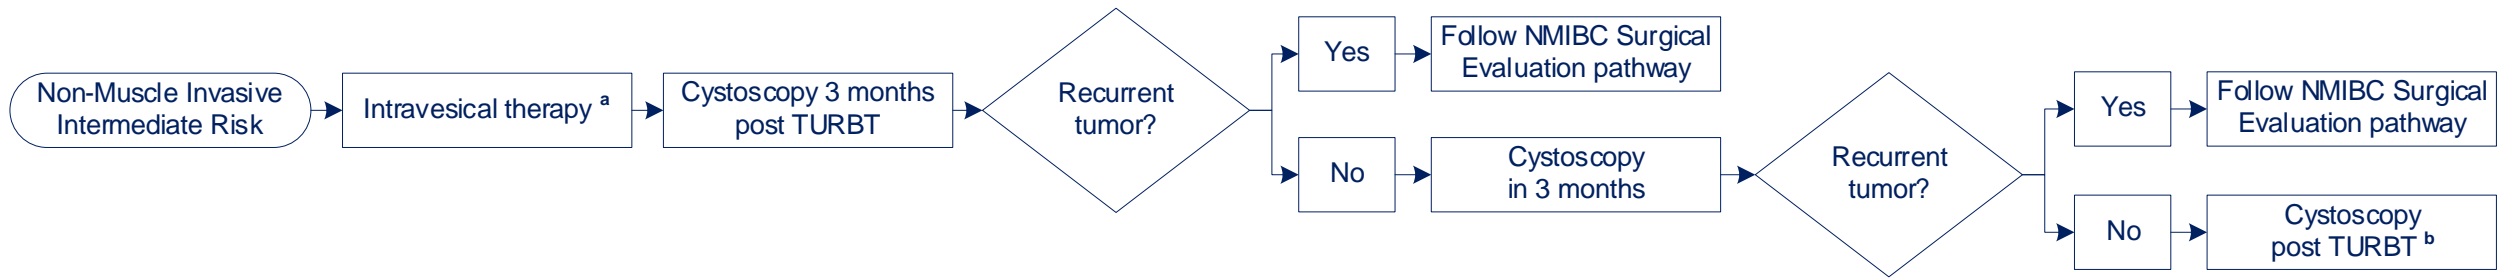 Non-Muscle Invasive
Intermediate Risk
Intravesical therapy a
Cystoscopy 3 months
post TURBT
Recurrent
tumor?
Yes
Follow NMIBC Surgical
Evaluation pathway
No
Cystoscopy
in 3 months
Recurrent
tumor?
Yes
Follow NMIBC Surgical
Evaluation pathway
No
Cystoscopy
post TURBT b